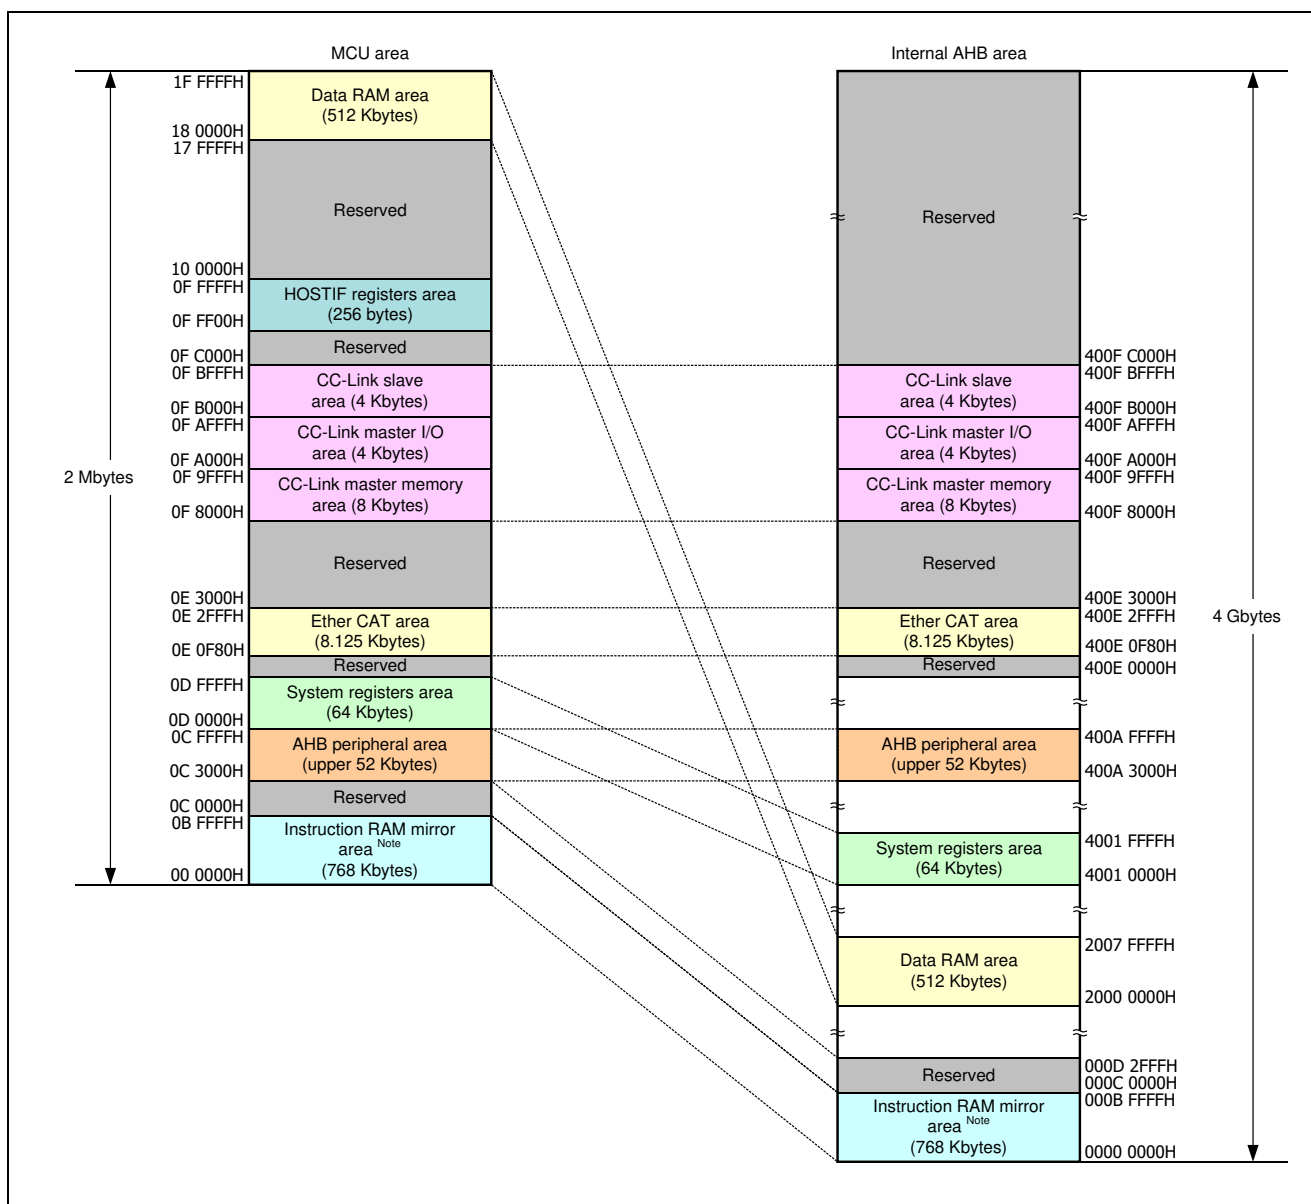 MCU area
Internal AHB area
1F FFFFH
Data RAM area
(512 Kbytes)
18 0000H
17 FFFFH
Reserved
10 0000H
0F FFFFH
HOSTIF registers area
(256 bytes)
0F FF00H
Reserved
0F C000H
0F BFFFH
CC-Link slave
area (4 Kbytes)
0F B000H
0F AFFFH
CC-Link master I/O
area (4 Kbytes)
0F A000H
0F 9FFFH
CC-Link master memory
area (8 Kbytes)
0F 8000H
Reserved
0E 3000H
0E 2FFFH
Ether CAT area
(8.125 Kbytes)
0E 0F80H
Reserved
0D FFFFH
System registers area
(64 Kbytes)
0D 0000H
0C FFFFH
AHB peripheral area
(upper 52 Kbytes)
0C 3000H
Reserved
0C 0000H
0B FFFFH
Instruction RAM mirror
area Note
(768 Kbytes)
00 0000H
2 Mbytes
Reserved
400F C000H
400F BFFFH
CC-Link slave
area (4 Kbytes)
400F B000H
400F AFFFH
CC-Link master I/O
area (4 Kbytes)
400F A000H
400F 9FFFH
CC-Link master memory
area (8 Kbytes)
400F 8000H
Reserved
400E 3000H
400E 2FFFH
Ether CAT area
(8.125 Kbytes)
400E 0F80H
Reserved
400E 0000H
400A FFFFH
AHB peripheral area
(upper 52 Kbytes)
400A 3000H
4001 FFFFH
System registers area
(64 Kbytes)
4001 0000H
2007 FFFFH
Data RAM area
(512 Kbytes)
2000 0000H
000D 2FFFH
Reserved
000C 0000H
000B FFFFH
Instruction RAM mirror
area Note
(768 Kbytes)
0000 0000H
4 Gbytes